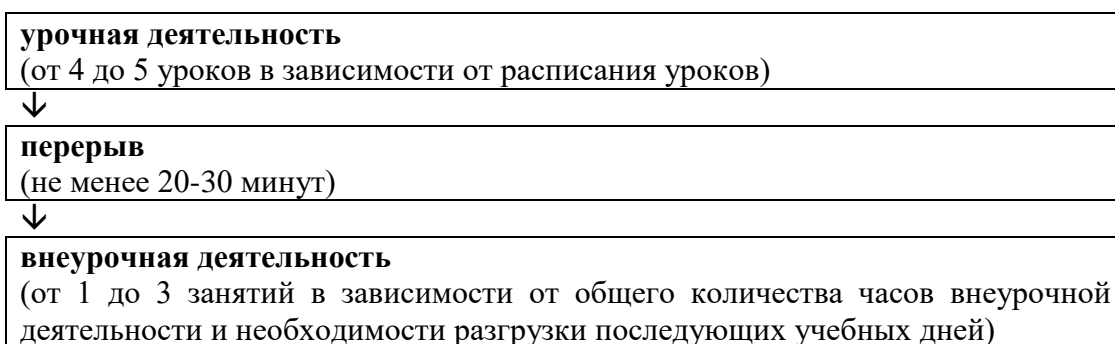 урочная деятельность
(от 4 до 5 уроков в зависимости от расписания уроков)
↓
перерыв
(не менее 20-30 минут)
↓
внеурочная деятельность
(от 1 до 3 занятий в зависимости от общего количества часов внеурочной
деятельности и необходимости разгрузки последующих учебных дней)